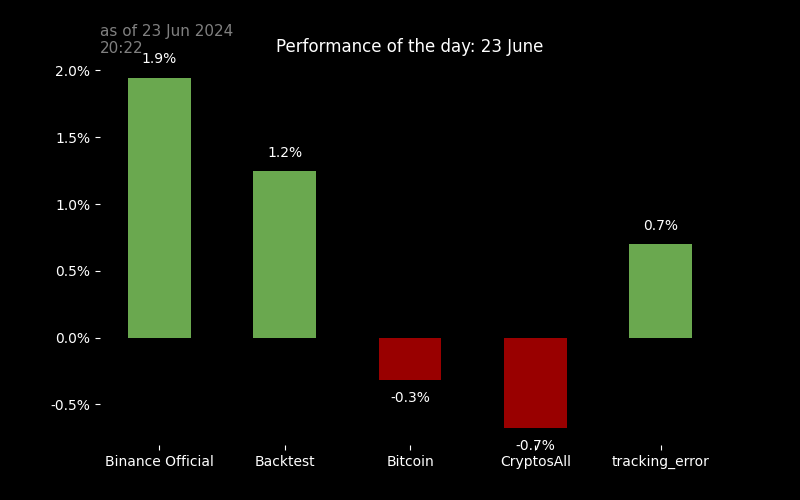 as of 23 Jun 2024
20:22
Performance of the day: 23 June
2.0%
1.5%
1.0%
0.5%
0.0%
-0.5%
1.9%
1.2%
-0.3%
-0.7%
0.7%
Binance Official
Backtest
Bitcoin
CryptosAll
tracking_error